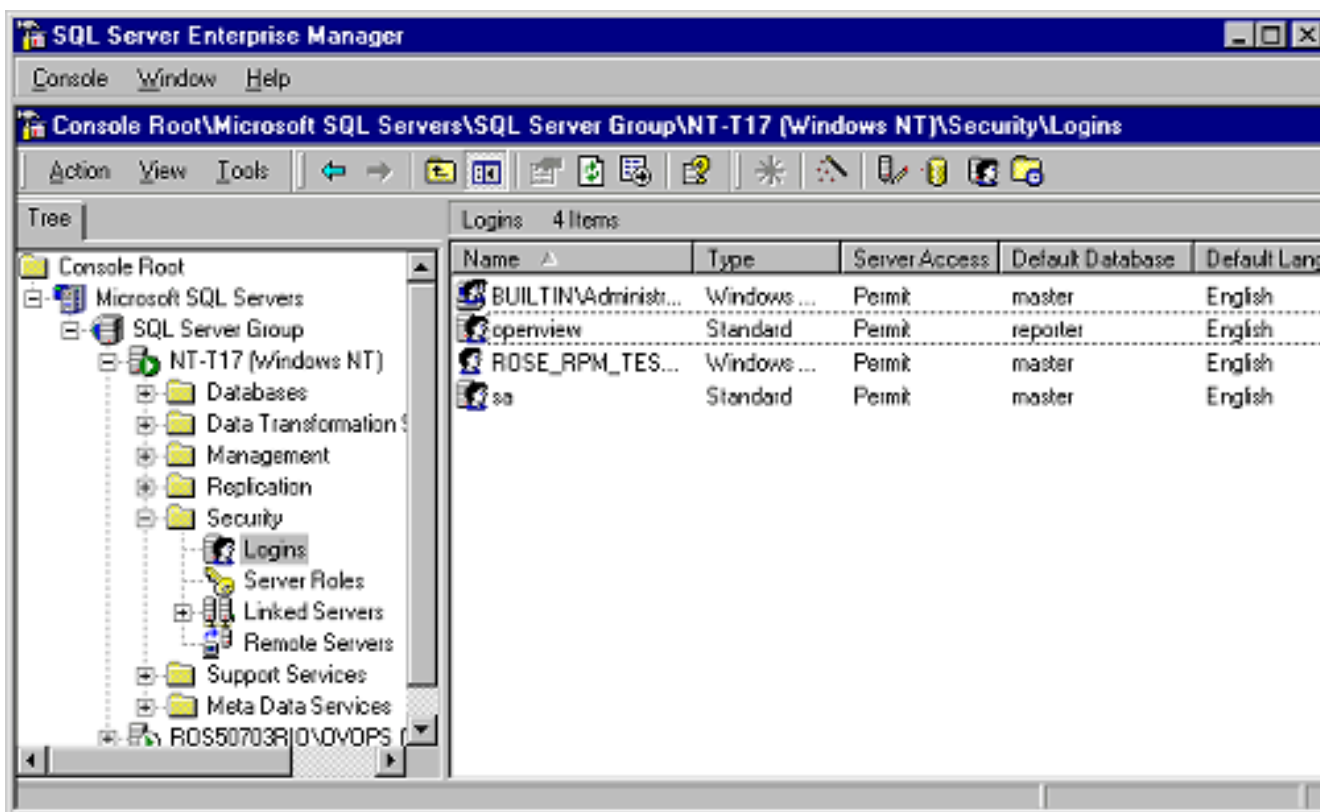 SQL Server Enterprise Manager
Console Window Help
Console Root\Microsoft SQL Servers\SQL Server Group\NT-T17 (Windows NT)\Security\Logins
Action View Tools
Tree
Logins 4 Items
Name Type Server Access Default Database Default Lang
BUILTIN\Administr... Windows ... Permit master English
openview Standard Permit reporter English
ROSE_RPM_TES... Windows ... Permit master English
sa Standard Permit master English
Console Root
Microsoft SQL Servers
SQL Server Group
NT-T17 (Windows NT)
Databases
Data Transformation S
Management
Replication
Security
Logins
Server Roles
Linked Servers
Remote Servers
Support Services
Meta Data Services
ROS50703RIO\OVOPS (